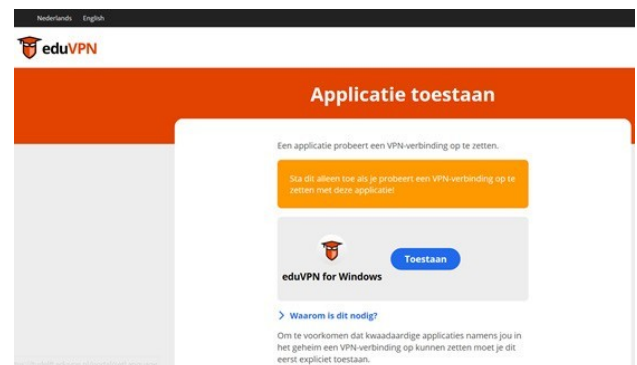 Nederlands English
eduVPN
Applicatie toestaan
Een applicatie probeert een VPN-verbinding op te zetten.
Sta dit alleen toe als je probeert een VPN-verbinding op te
zetten met deze applicatie!
Toestaan
eduVPN for Windows
Waarom is dit nodig?
Om te voorkomen dat kwaadaardige applicaties namens jou in
het geheim een VPN-verbinding op kunnen zetten moet je dit
eerst expliciet toestaan.